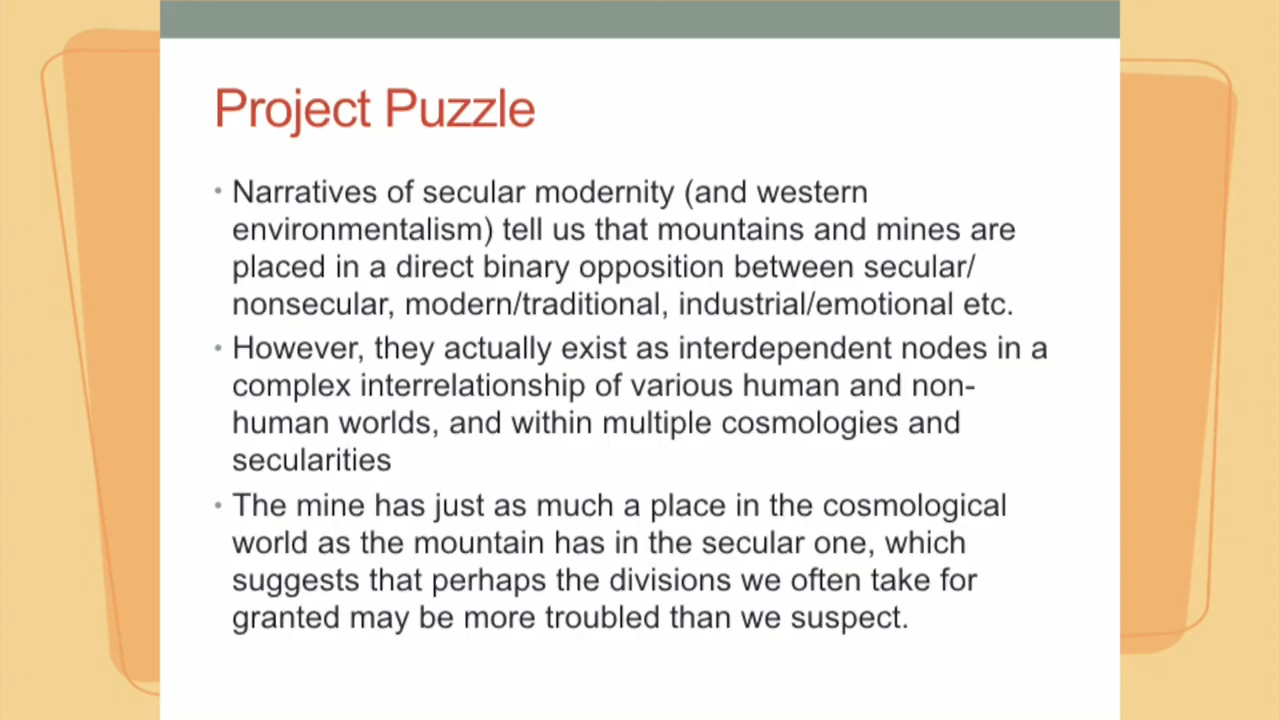 Project Puzzle
• Narratives of secular modernity (and western
environmentalism) tell us that mountains and mines are
placed in a direct binary opposition between secular/
nonsecular, modern/traditional, industrial/emotional etc.
• However, they actually exist as interdependent nodes in a
complex interrelationship of various human and non-
human worlds, and within multiple cosmologies and
secularities
• The mine has just as much a place in the cosmological
world as the mountain has in the secular one, which
suggests that perhaps the divisions we often take for
granted may be more troubled than we suspect.